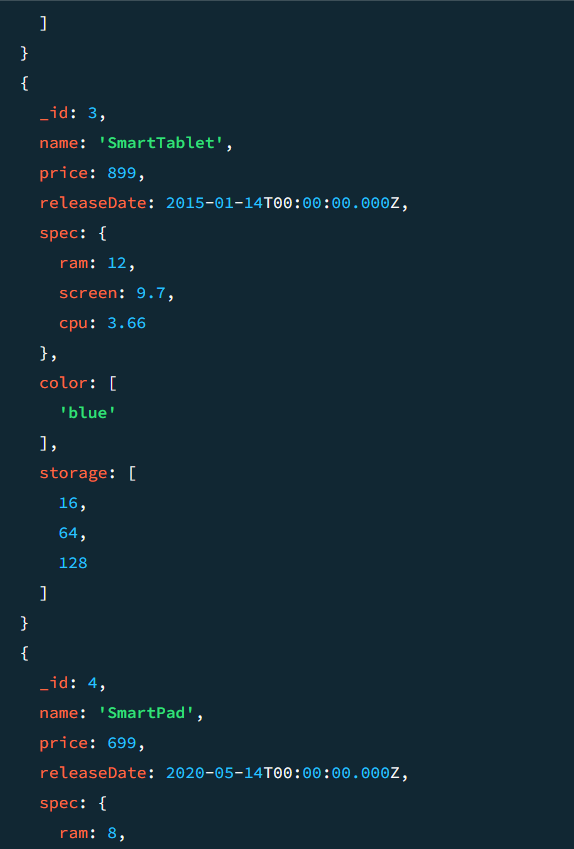 ]
}
{
_id: 3,
name: 'SmartTablet',
price: 899,
releaseDate: 2015-01-14T00:00:00.000Z,
spec: {
ram: 12,
screen: 9.7,
cpu: 3.66
},
color: [
'blue'
],
storage: [
16,
64,
128
]
}
{
_id: 4,
name: 'SmartPad',
price: 699,
releaseDate: 2020-05-14T00:00:00.000Z,
spec: {
ram: 8,